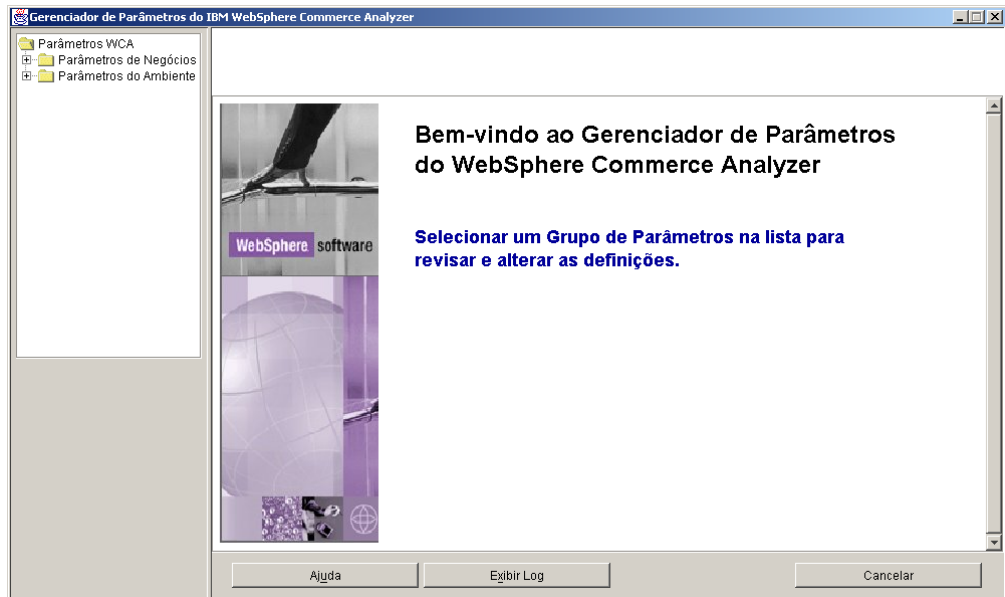 Gerenciador de Parâmetros do IBM WebSphere Commerce Analyzer
Parâmetros WCA
Parâmetros de Negócios
Parâmetros do Ambiente
Bem-vindo ao Gerenciador de Parâmetros
do WebSphere Commerce Analyzer
WebSphere software
Selecionar um Grupo de Parâmetros na lista para
revisar e alterar as definições.
Ajuda
Exibir Log
Cancelar